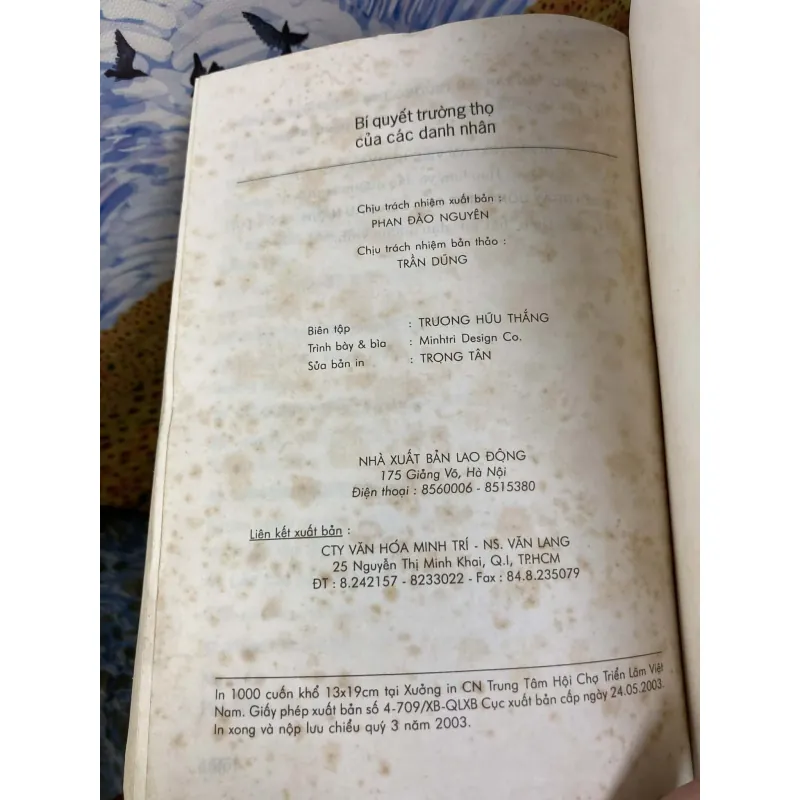 Bí quyết trường thọ
của các danh nhân
Chịu trách nhiệm xuất bản :
PHAN ĐÀO NGUYÊN
Chịu trách nhiệm bản thảo :
TRẦN DŨNG
Biên tập : TRƯƠNG HỮU THẮNG
Trình bày & bìa : Minhtri Design Co.
Sửa bản in : TRỌNG TÂN
NHÀ XUẤT BẢN LAO ĐỘNG
175 Giảng Võ, Hà Nội
Điện thoại : 8560006 - 8515380
Liên kết xuất bản :
CTY VĂN HÓA MINH TRÍ - NS. VĂN LANG
25 Nguyễn Thị Minh Khai, Q.I, TP.HCM
ĐT : 8.242157 - 8233022 - Fax : 84.8.235079
In 1000 cuốn khổ 13x19cm tại Xưởng in CN Trung Tâm Hội Chợ Triển Lãm Việt
Nam. Giấy phép xuất bản số 4-709/XB-QLXB Cục xuất bản cấp ngày 24.05.2003.
In xong và nộp lưu chiểu quý 3 năm 2003.